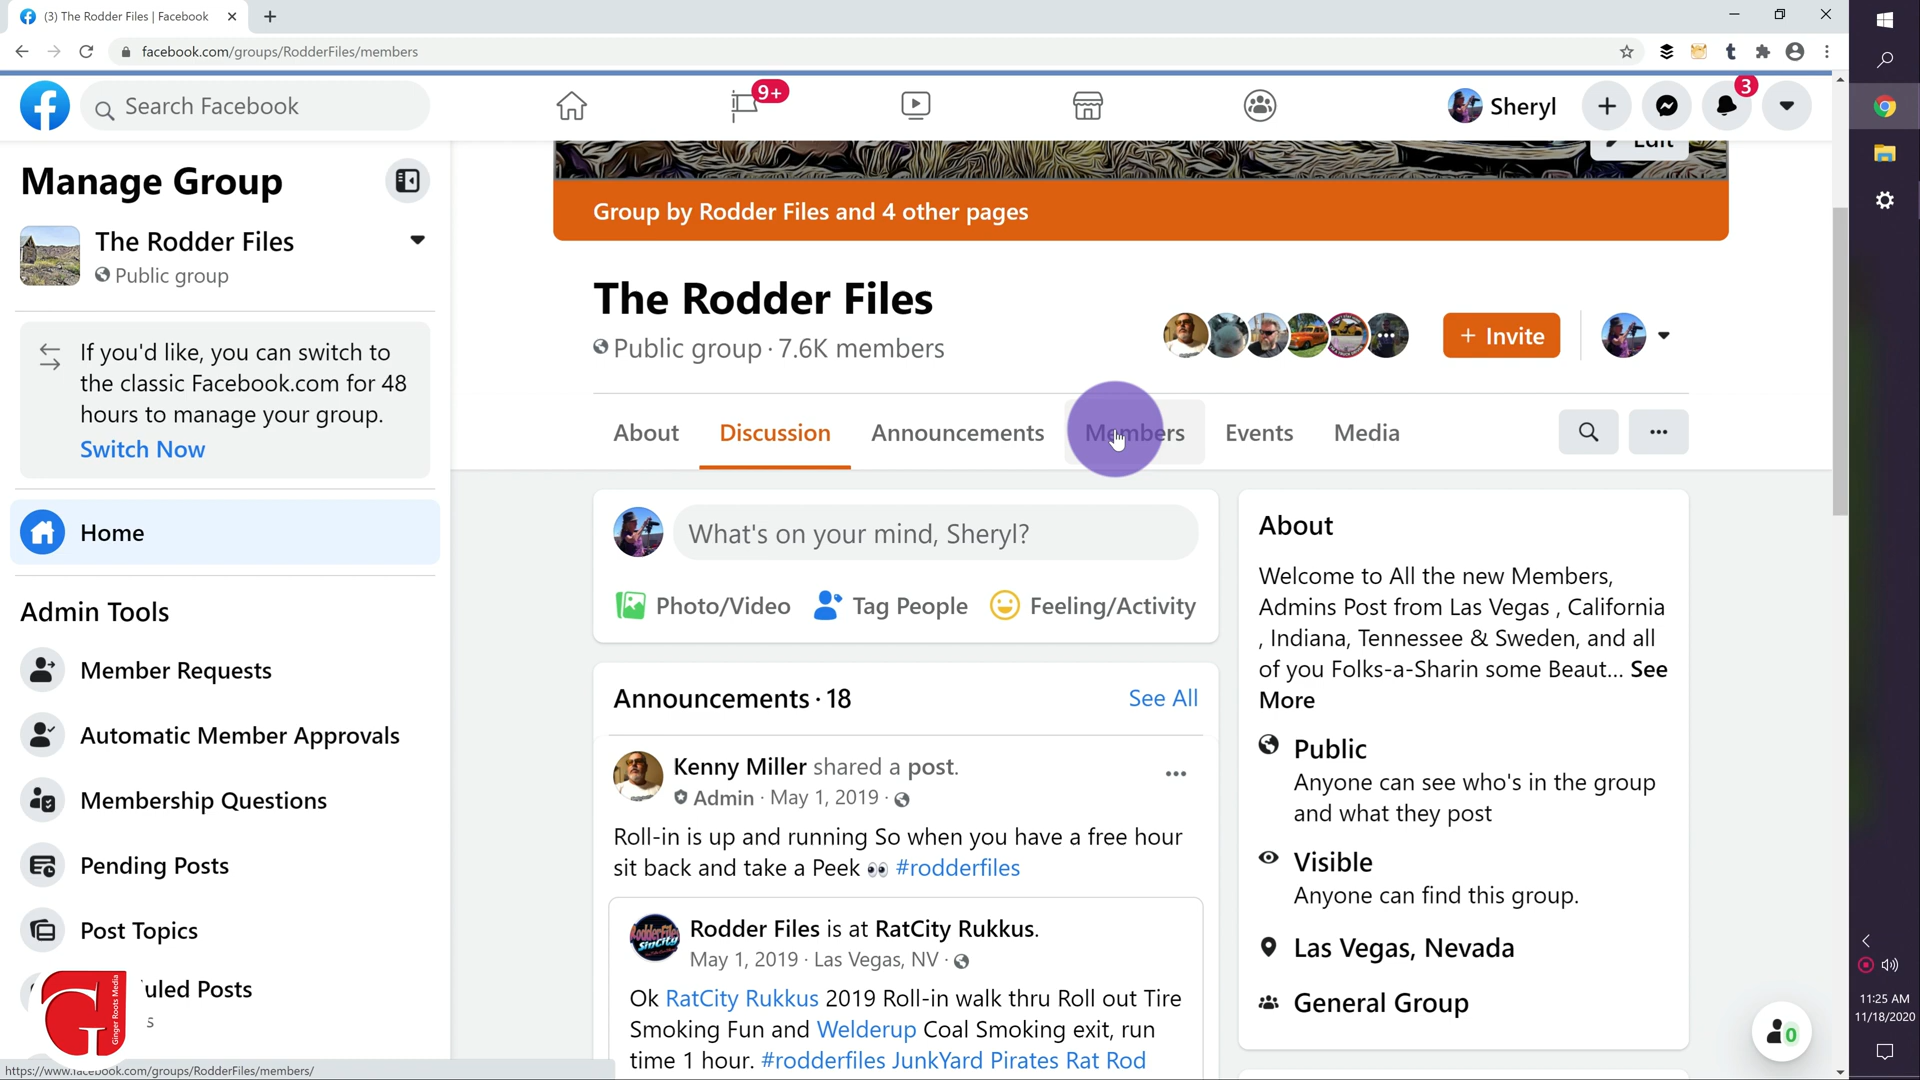 (3) The Rodder Files | Facebook
facebook.com/groups/RodderFiles/members
Search Facebook
9+
Sheryl
3
Manage Group
The Rodder Files
Public group
If you'd like, you can switch to
the classic Facebook.com for 48
hours to manage your group.
Switch Now
Home
Admin Tools
Member Requests
Automatic Member Approvals
Membership Questions
Pending Posts
Post Topics
uled Posts
s
G
Ginger Roots Media
https://www.facebook.com/groups/RodderFiles/members/
Edit
Group by Rodder Files and 4 other pages
The Rodder Files
Public group · 7.6K members
+ Invite
About
Discussion
Announcements
Members
Events
Media
What's on your mind, Sheryl?
Photo/Video
Tag People
Feeling/Activity
Announcements · 18
See All
Kenny Miller shared a post.
Admin · May 1, 2019 ·
Roll-in is up and running So when you have a free hour
sit back and take a Peek 👀 #rodderfiles
Rodder Files is at RatCity Rukkus.
May 1, 2019 · Las Vegas, NV ·
Ok RatCity Rukkus 2019 Roll-in walk thru Roll out Tire
Smoking Fun and Welderup Coal Smoking exit, run
time 1 hour. #rodderfiles JunkYard Pirates Rat Rod
About
Welcome to All the new Members,
Admins Post from Las Vegas , California
, Indiana, Tennessee & Sweden, and all
of you Folks-a-Sharin some Beaut... See
More
Public
Anyone can see who's in the group
and what they post
Visible
Anyone can find this group.
Las Vegas, Nevada
General Group
0
11:25 AM
11/18/2020